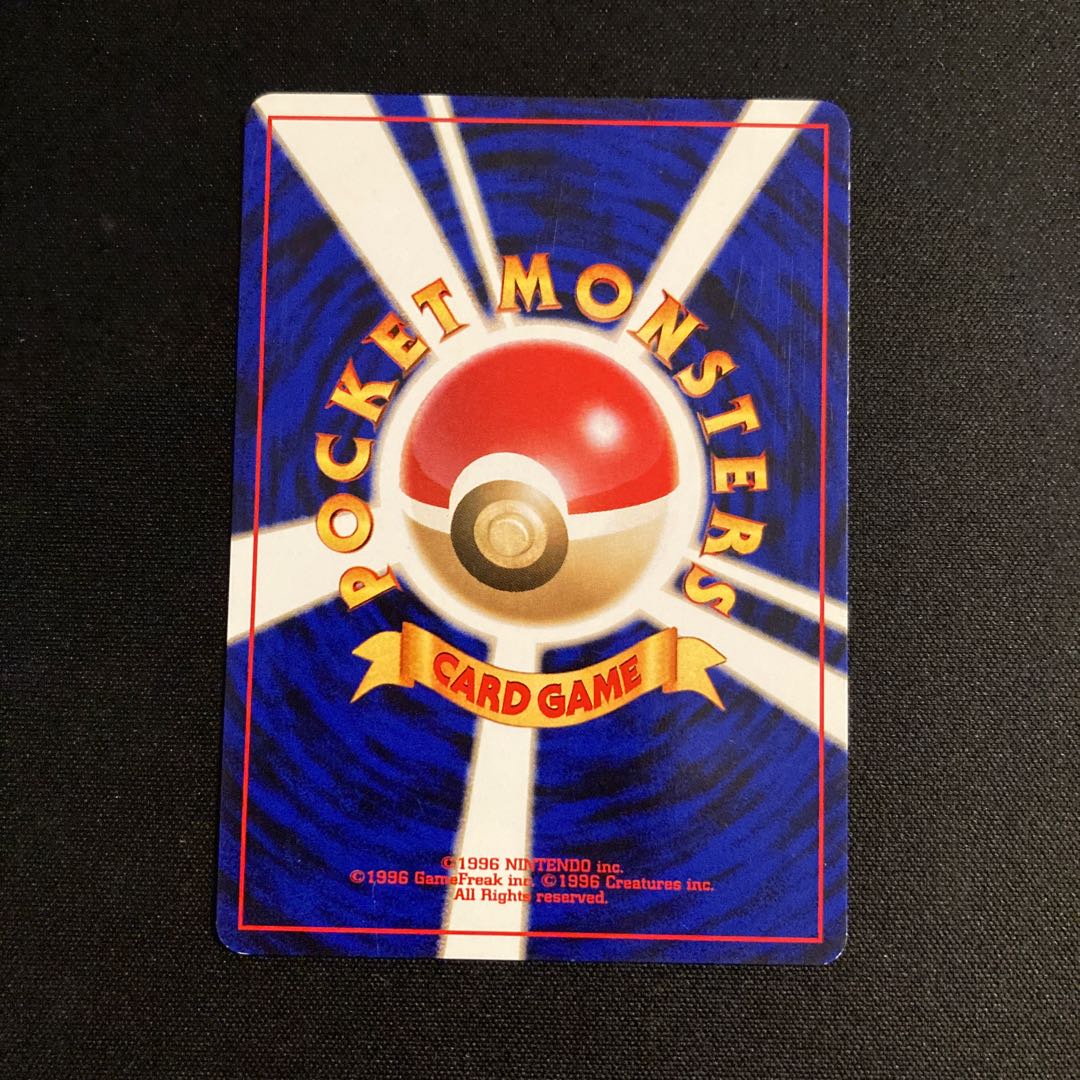 POCKET MONSTERS
CARD GAME
©1996 NINTENDO inc.
©1996 GameFreak inc. ©1996 Creatures inc.
All Rights reserved.